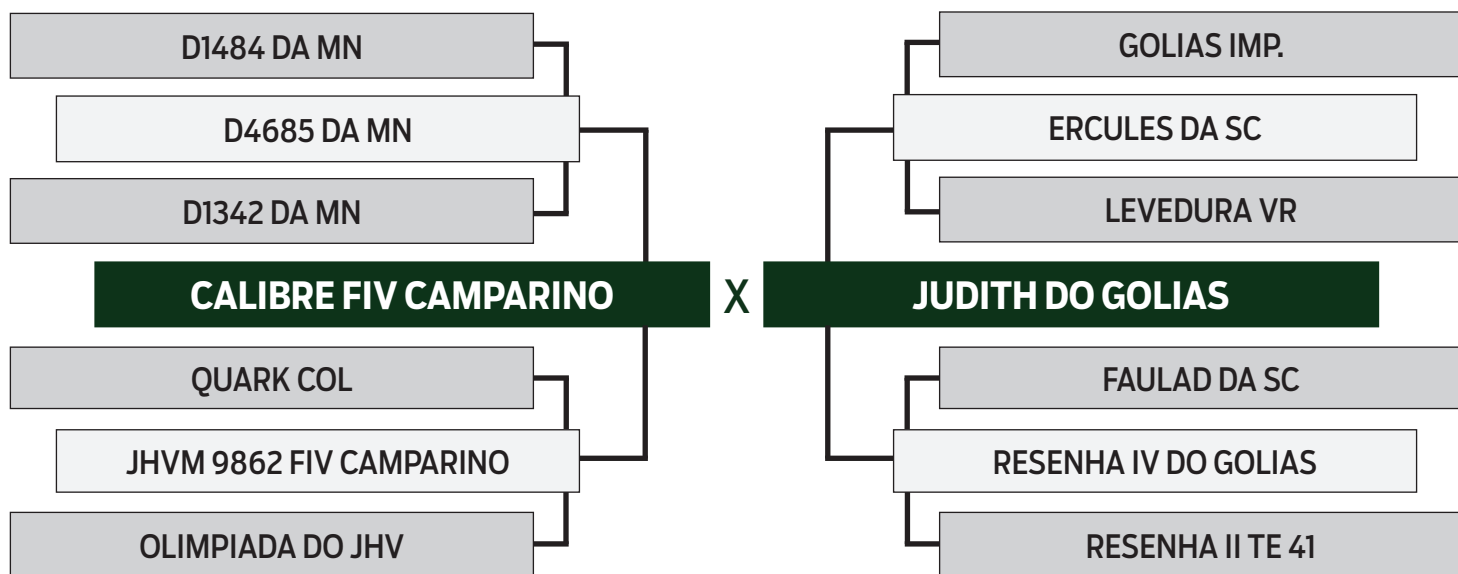 D1484 DA MN
GOLIAS IMP.
D4685 DA MN
ERCULES DA SC
D1342 DA MN
LEVEDURA VR
CALIBRE FIV CAMPARINO X JUDITH DO GOLIAS
QUARK COL
FAULAD DA SC
JHVM 9862 FIV CAMPARINO
RESENHA IV DO GOLIAS
OLIMPIADA DO JHV
RESENHA II TE 41